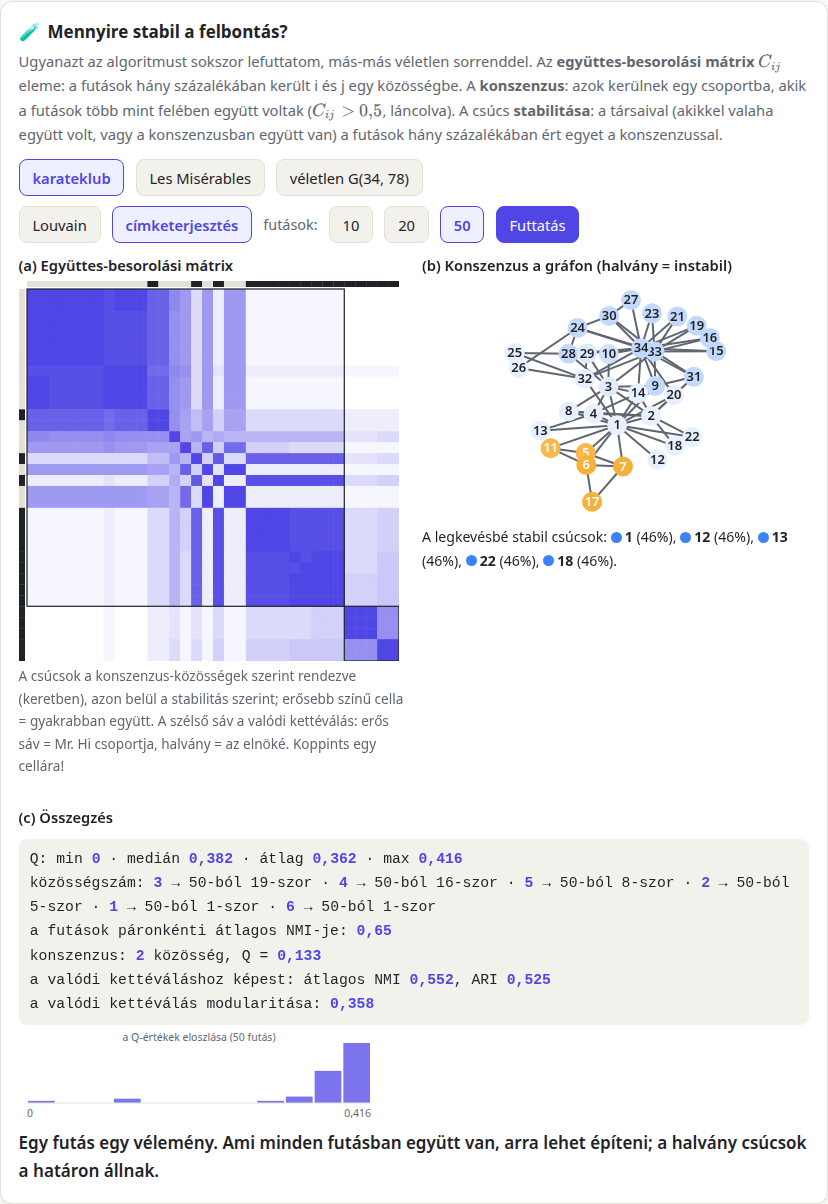 🧪 Mennyire stabil a felbontás?
Ugyanazt az algoritmust sokszor lefuttatom, más-más véletlen sorrenddel. Az együttes-besorolási mátrix C_ij
eleme: a futások hány százalékában került i és j egy közösségbe. A konszenzus: azok kerülnek egy csoportba, akik
a futások több mint felében együtt voltak (C_ij > 0,5, láncolva). A csúcs stabilitása: a társaival (akikkel valaha
együtt volt, vagy a konszenzusban együtt van) a futások hány százalékában ért egyet a konszenzussal.
karateklub Les Misérables véletlen G(34, 78)
Louvain címketerjesztés futások: 10 20 50 Futtatás
(a) Együttes-besorolási mátrix
A csúcsok a konszenzus-közösségek szerint rendezve
(keretben), azon belül a stabilitás szerint; erősebb színű cella
= gyakrabban együtt. A szélső sáv a valódi kettéválás: erős
sáv = Mr. Hi csoportja, halvány = az elnöké. Koppints egy
cellára!
(b) Konszenzus a gráfon (halvány = instabil)
27
30 23 21
24 19
16
34 33 15
25 28 29 10
26
32 3 9 31
14 20
8 4 2
1
13 22
18
11 5 12
6 7
17
A legkevésbé stabil csúcsok: 1 (46%), 12 (46%), 13
(46%), 22 (46%), 18 (46%).
(c) Összegzés
Q: min 0 · medián 0,382 · átlag 0,362 · max 0,416
közösségszám: 3 → 50-ból 19-szor · 4 → 50-ból 16-szor · 5 → 50-ból 8-szor · 2 → 50-ból
5-szor · 1 → 50-ból 1-szor · 6 → 50-ból 1-szor
a futások páronkénti átlagos NMI-je: 0,65
konszenzus: 2 közösség, Q = 0,133
a valódi kettéváláshoz képest: átlagos NMI 0,552, ARI 0,525
a valódi kettéválás modularitása: 0,358
a Q-értékek eloszlása (50 futás)
0 0,416
Egy futás egy vélemény. Ami minden futásban együtt van, arra lehet építeni; a halvány csúcsok
a határon állnak.